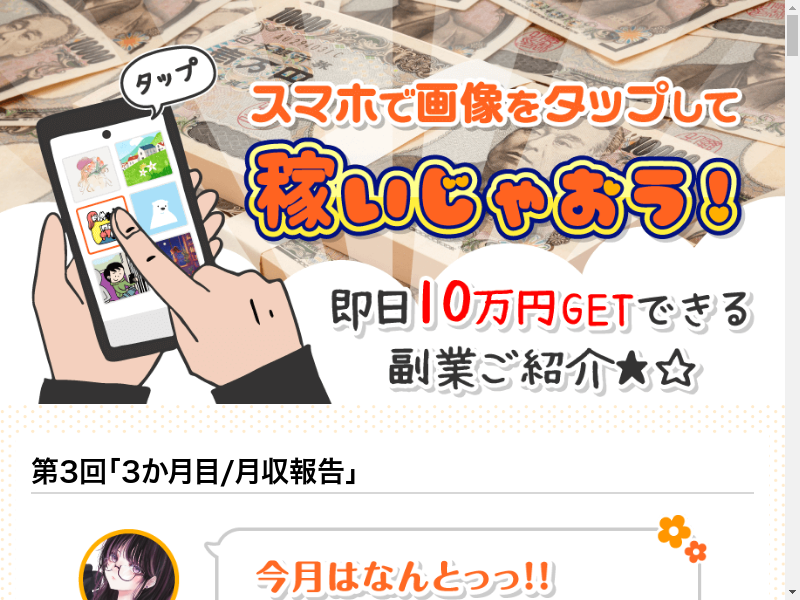 タップ
スマホで画像をタップして
稼いじゃおう!
即日10万円GETできる
副業ご紹介★☆
第3回｢3か月目/月収報告」
今月はなんとっっ!!